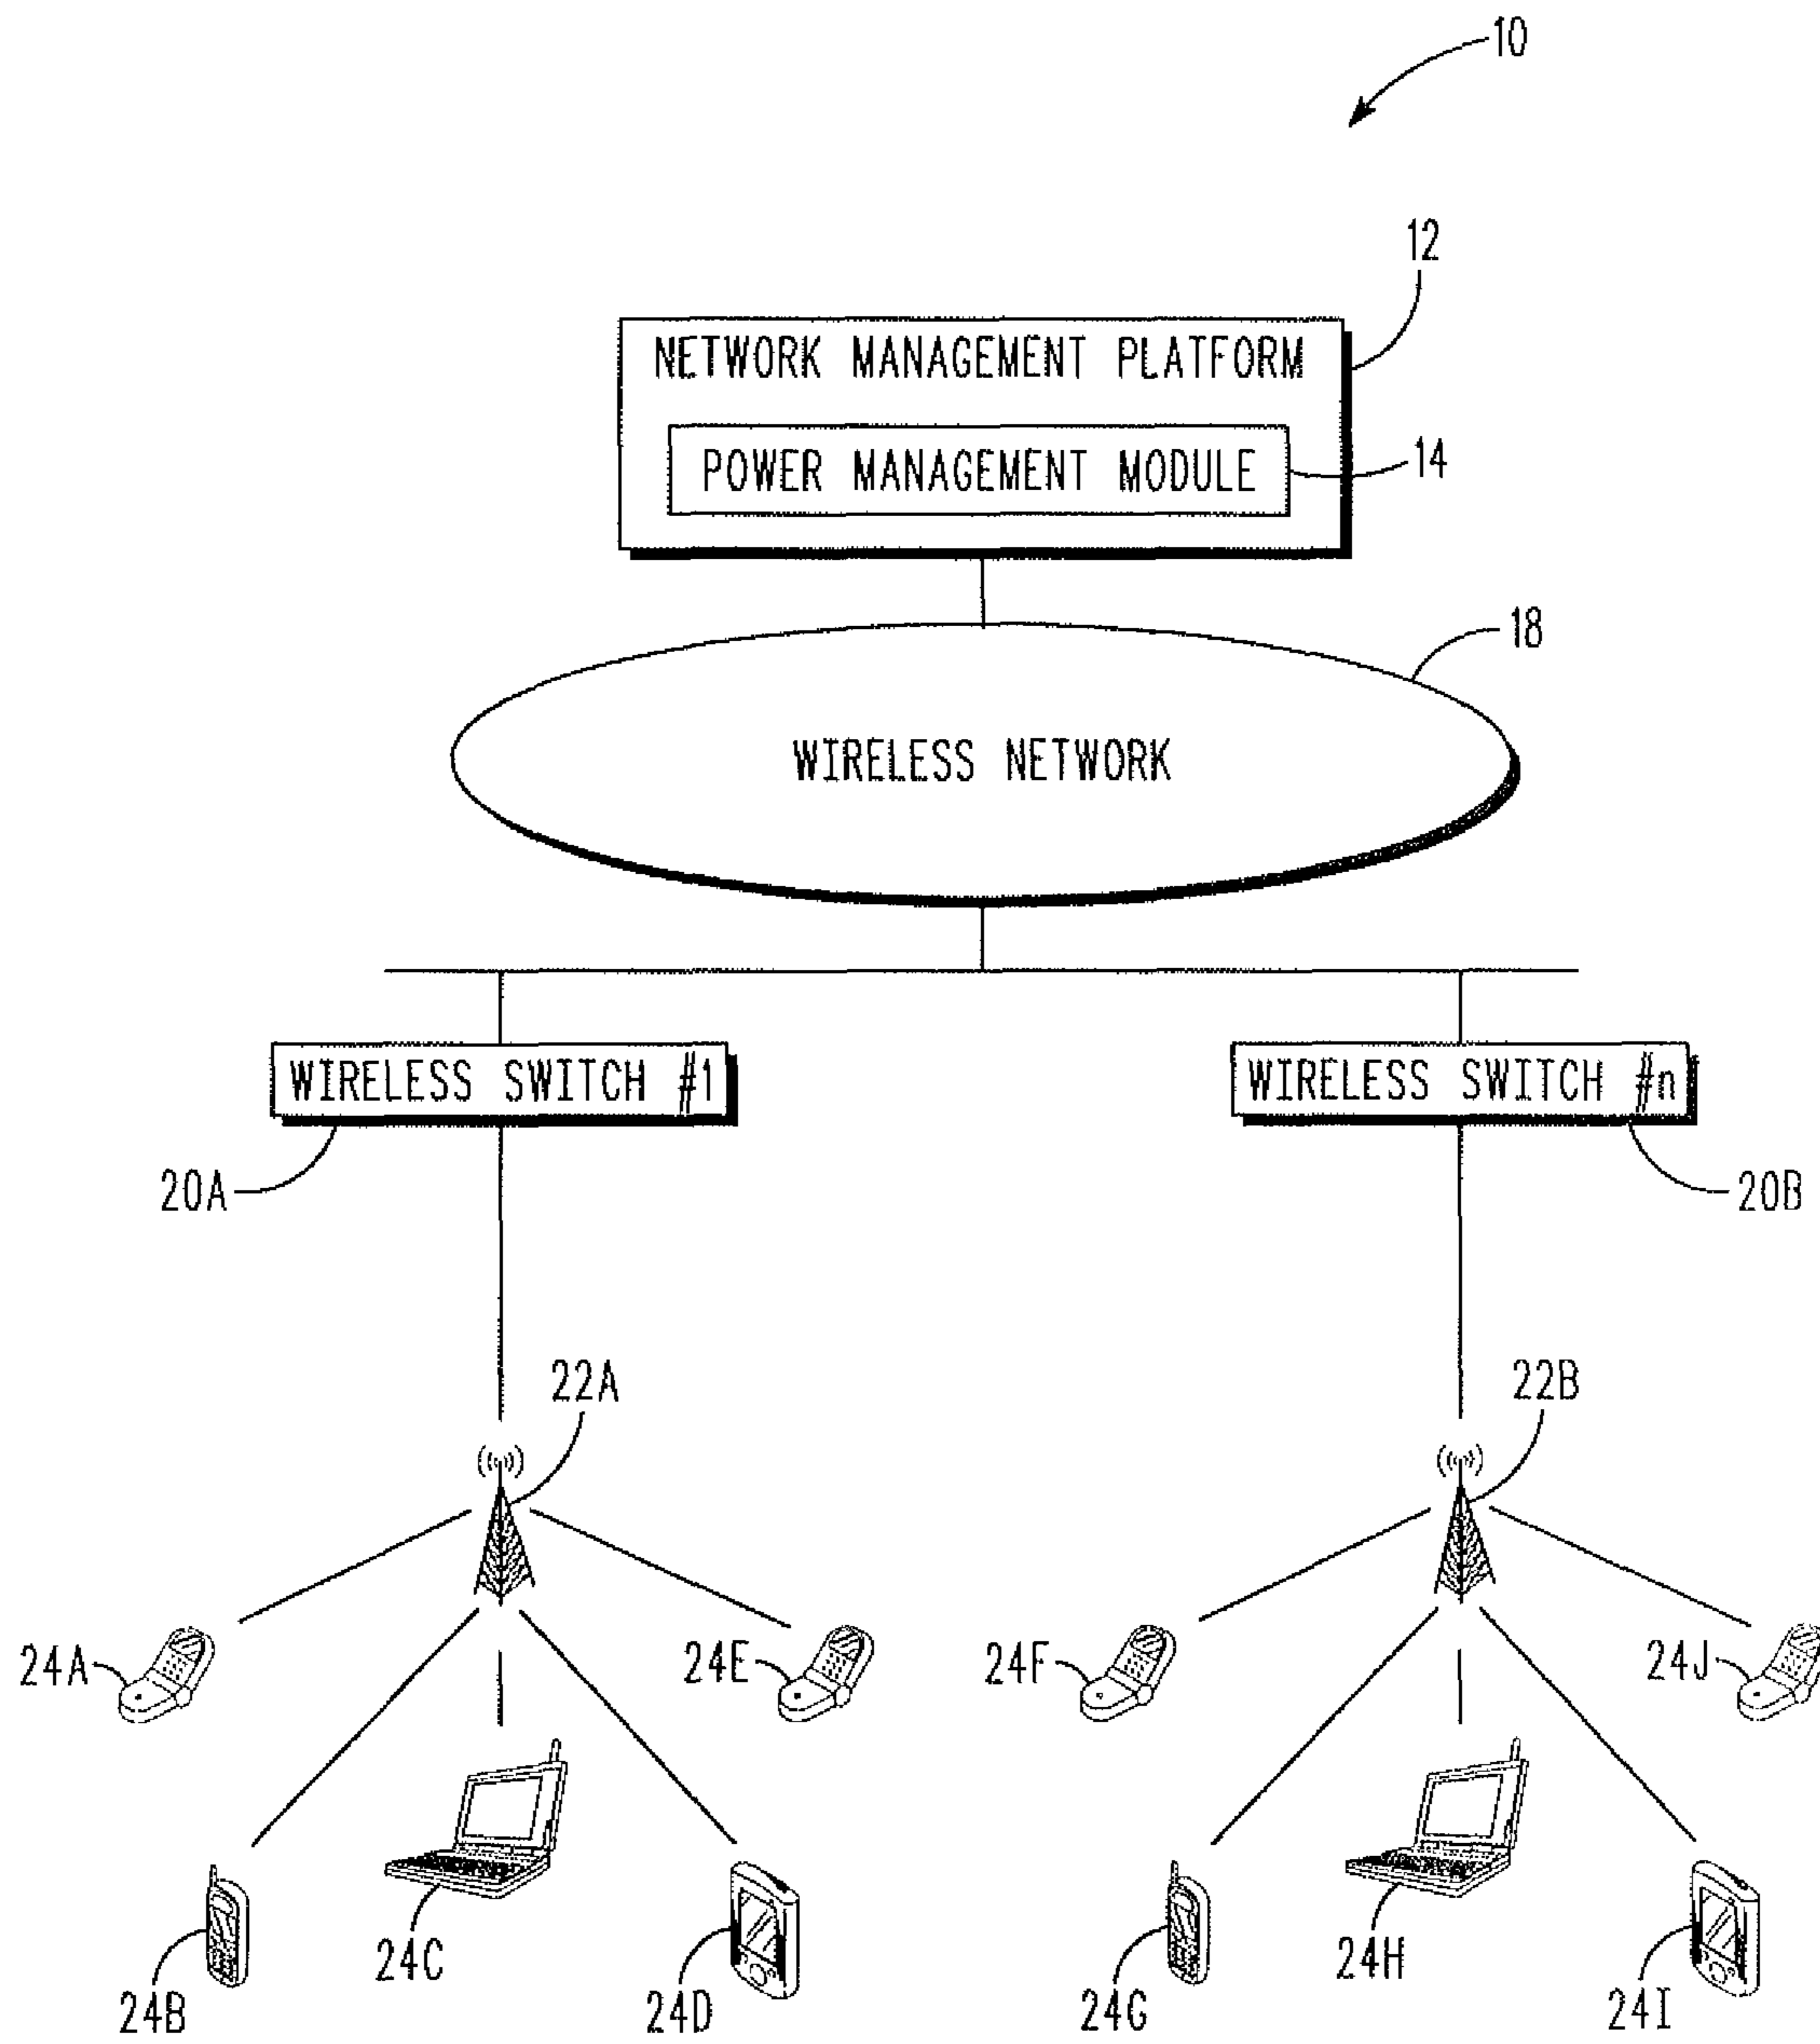 10
12
NETWORK MANAGEMENT PLATFORM
POWER MANAGEMENT MODULE
14
18
WIRELESS NETWORK
WIRELESS SWITCH #1
WIRELESS SWITCH #n
20A
20B
22A
22B
24A
24E
24F
24J
24B
24C
24D
24G
24H
24I